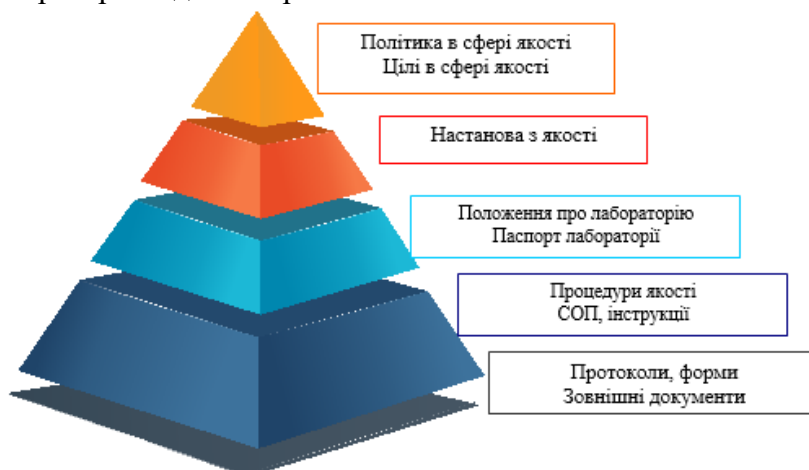 Політика в сфері якості
Цілі в сфері якості
Настанова з якості
Положення про лабораторію
Паспорт лабораторії
Процедури якості
СОП, інструкції
Протоколи, форми
Зовнішні документи